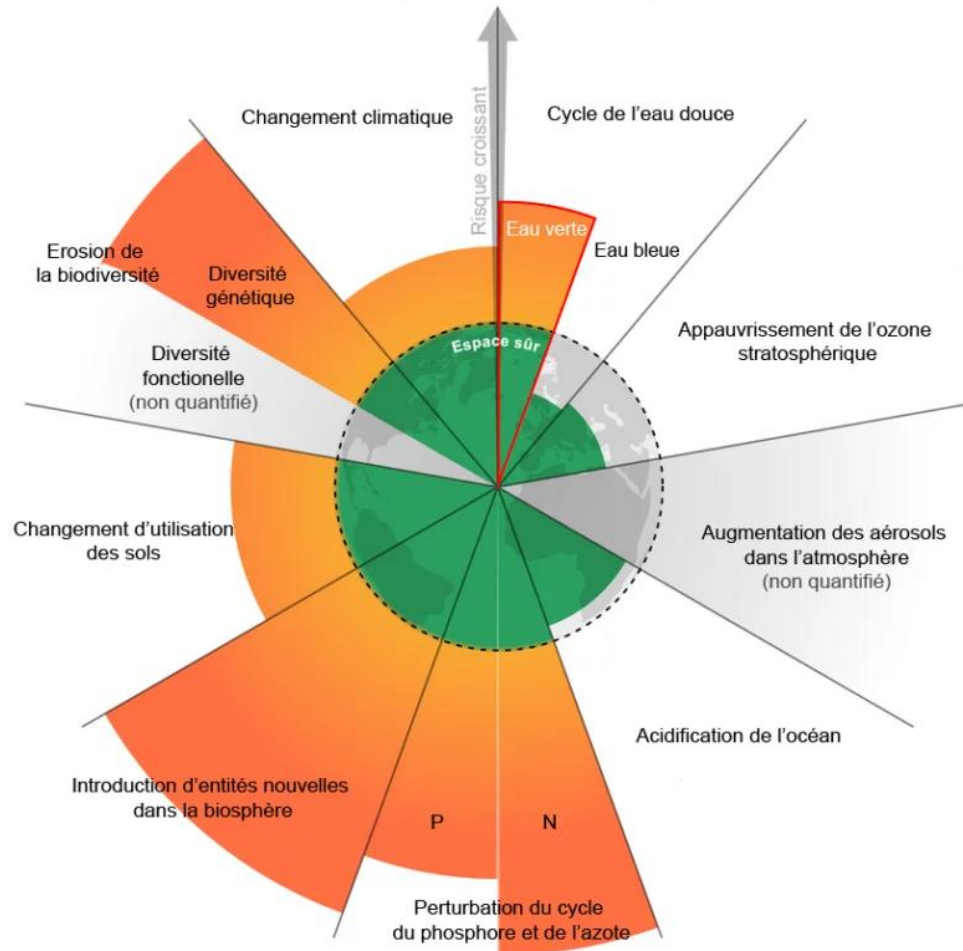 Changement climatique
Risque croissant
Cycle de l'eau douce
Eau verte
Eau bleue
Erosion de
la biodiversité
Diversité
génétique
Espace sûr
Appauvrissement de l'ozone
stratosphérique
Diversité
fonctionelle
(non quantifié)
Changement d'utilisation
des sols
Augmentation des aérosols
dans l'atmosphère
(non quantifié)
Acidification de l'océan
Introduction d'entités nouvelles
dans la biosphère
P
N
Perturbation du cycle
du phosphore et de l'azote